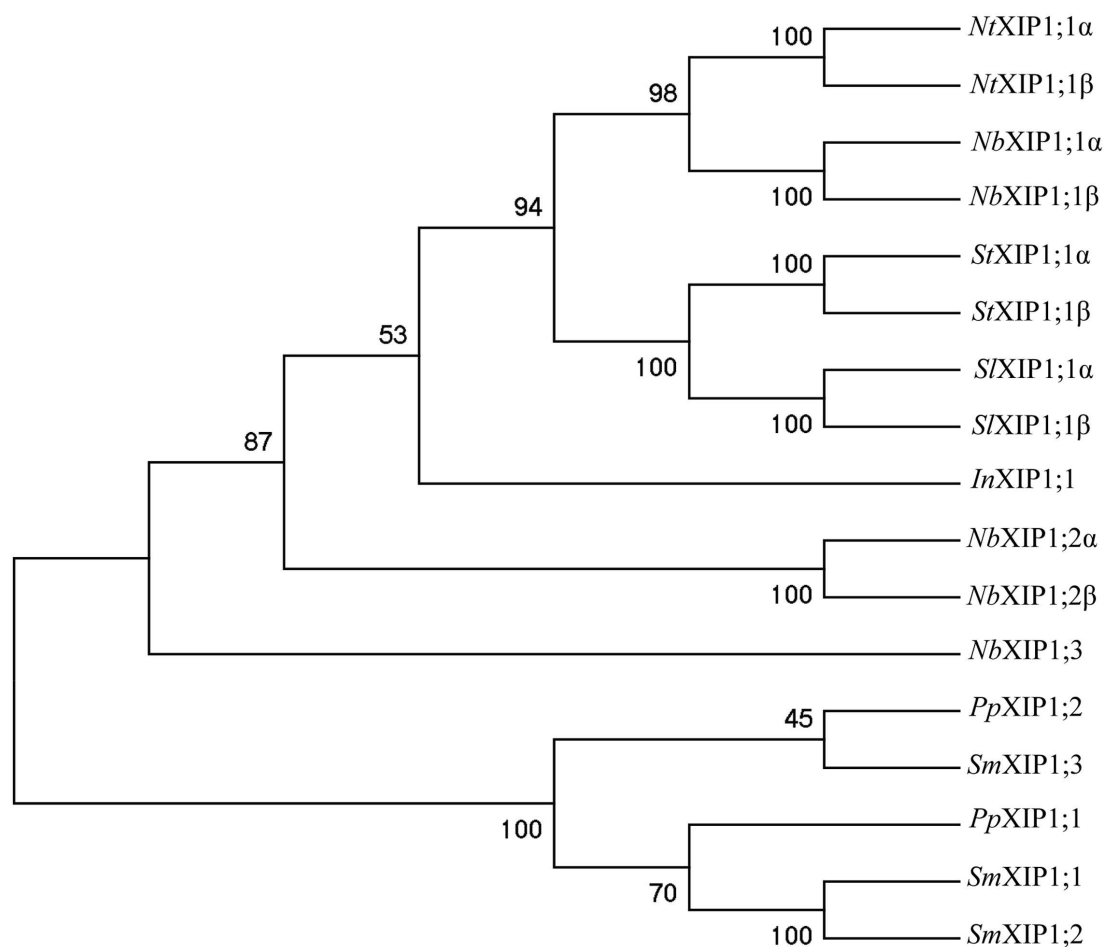 100
NtXIP1;1α
NtXIP1;1β
98
NbXIP1;1α
100
NbXIP1;1β
94
100
StXIP1;1α
StXIP1;1β
53
100
SlXIP1;1α
100
SlXIP1;1β
87
InXIP1;1
NbXIP1;2α
100
NbXIP1;2β
NbXIP1;3
45
PpXIP1;2
SmXIP1;3
100
PpXIP1;1
70
SmXIP1;1
100
SmXIP1;2